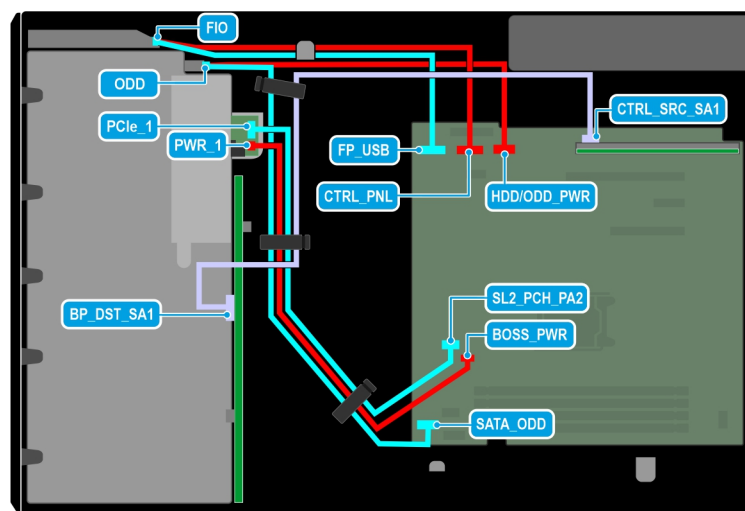 FIO
ODD
PCIe_1
PWR_1
FP_USB
CTRL_SRC_SA1
CTRL_PNL
HDD/ODD_PWR
BP_DST_SA1
SL2_PCH_PA2
BOSS_PWR
SATA_ODD